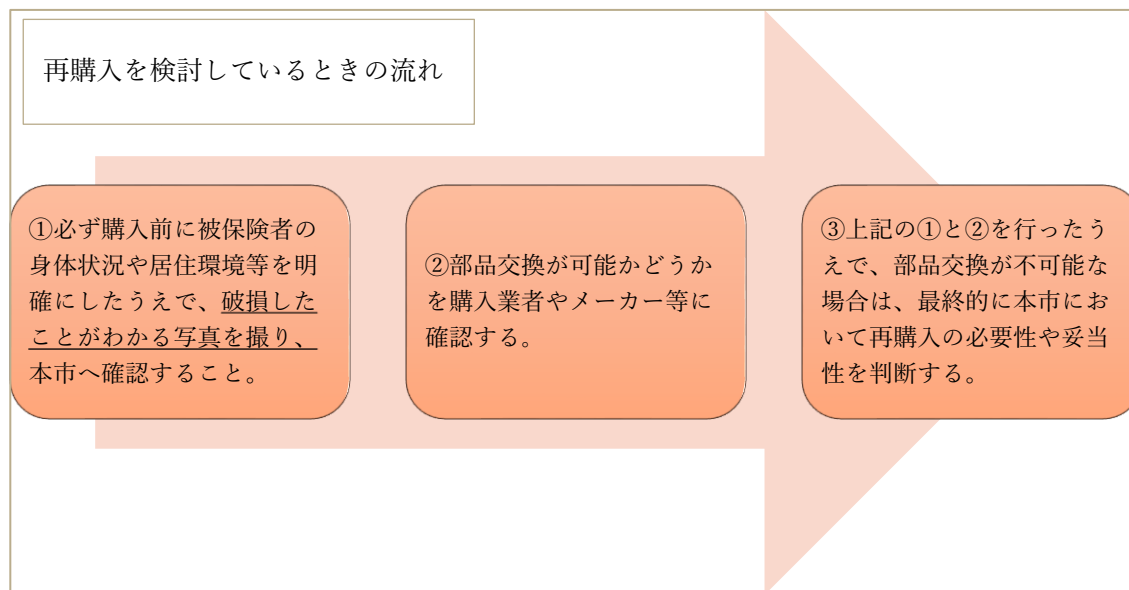 再購入を検討しているときの流れ
①必ず購入前に被保険者の
身体状況や居住環境等を明
確にしたうえで、破損した
ことがわかる写真を撮り、
本市へ確認すること。
②部品交換が可能かどうか
を購入業者やメーカー等に
確認する。
③上記の①と②を行ったう
えで、部品交換が不可能な
場合は、最終的に本市にお
いて再購入の必要性や妥当
性を判断する。